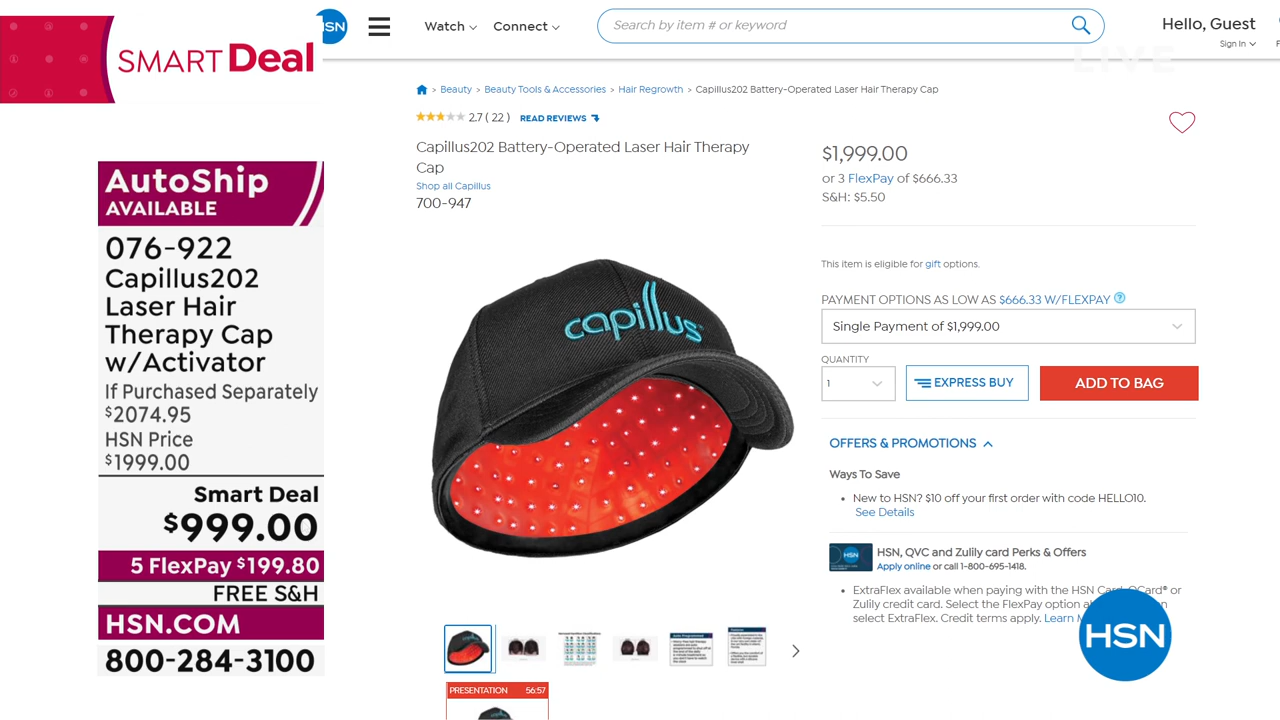 SMART Deal
HSN
Watch
Connect
Search by item # or keyword
Hello, Guest
Sign In
LIVE
Beauty > Beauty Tools & Accessories > Hair Regrowth > Capillus202 Battery-Operated Laser Hair Therapy Cap
2.7 ( 22 ) READ REVIEWS
Capillus202 Battery-Operated Laser Hair Therapy
Cap
Shop all Capillus
700-947
$1,999.00
or 3 FlexPay of $666.33
S&H: $5.50
This item is eligible for gift options.
PAYMENT OPTIONS AS LOW AS $666.33 W/FLEXPAY ?
Single Payment of $1,999.00
QUANTITY
1
EXPRESS BUY
ADD TO BAG
OFFERS & PROMOTIONS
Ways To Save
• New to HSN? $10 off your first order with code HELLO10.
See Details
HSN
HSN, QVC and Zulily card Perks & Offers
Apply online or call 1-800-695-1418.
• ExtraFlex available when paying with the HSN Card, QCard® or
Zulily credit card. Select the FlexPay option
select ExtraFlex. Credit terms apply. Learn
HSN
AutoShip
AVAILABLE
076-922
Capillus202
Laser Hair
Therapy Cap
w/Activator
If Purchased Separately
$2074.95
HSN Price
$1999.00
Smart Deal
$999.00
5 FlexPay $199.80
FREE S&H
HSN.COM
800-284-3100
capillus
PRESENTATION 56:57